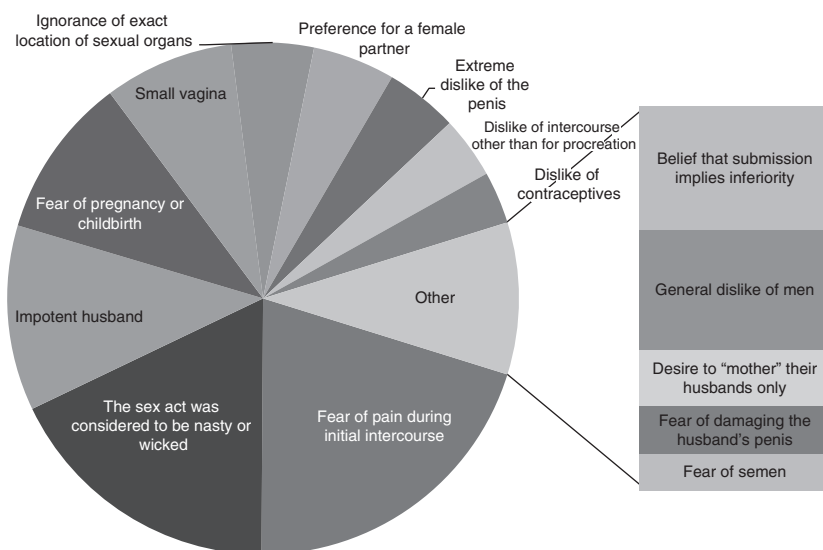 Ignorance of exact
location of sexual organs
Preference for a female
partner
Extreme
dislike of the
penis
Dislike of intercourse
other than for procreation
Dislike of
contraceptives
Small vagina
Fear of pregnancy or
childbirth
Impotent husband
The sex act was
considered to be nasty or
wicked
Fear of pain during
initial intercourse
Other
Belief that submission
implies inferiority
General dislike of men
Desire to “mother” their
husbands only
Fear of damaging the
husband’s penis
Fear of semen